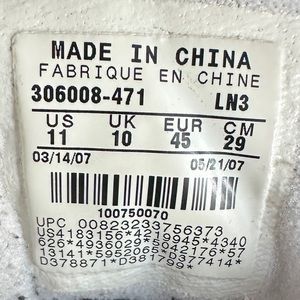 MADE IN CHINA
FABRIQUE EN CHINE
306008-471 LN3
US UK EUR CM
11 10 45 29
03/14/07 05/21/07
100750070
UPC 00823233756373
US4183156*4219945*4340
626*4936029*5042176*57
13141*5952065*D377414*
D378871*D381799*